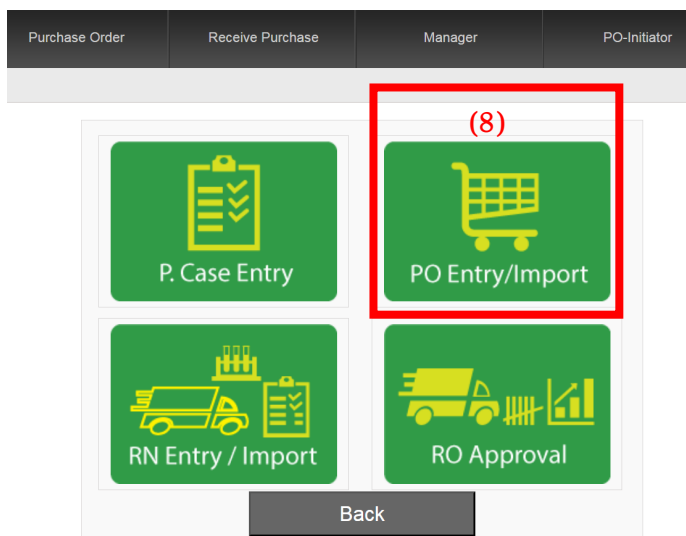 Purchase Order Receive Purchase Manager PO-Initiator
(8)
P. Case Entry PO Entry/Import
RN Entry / Import RO Approval
Back